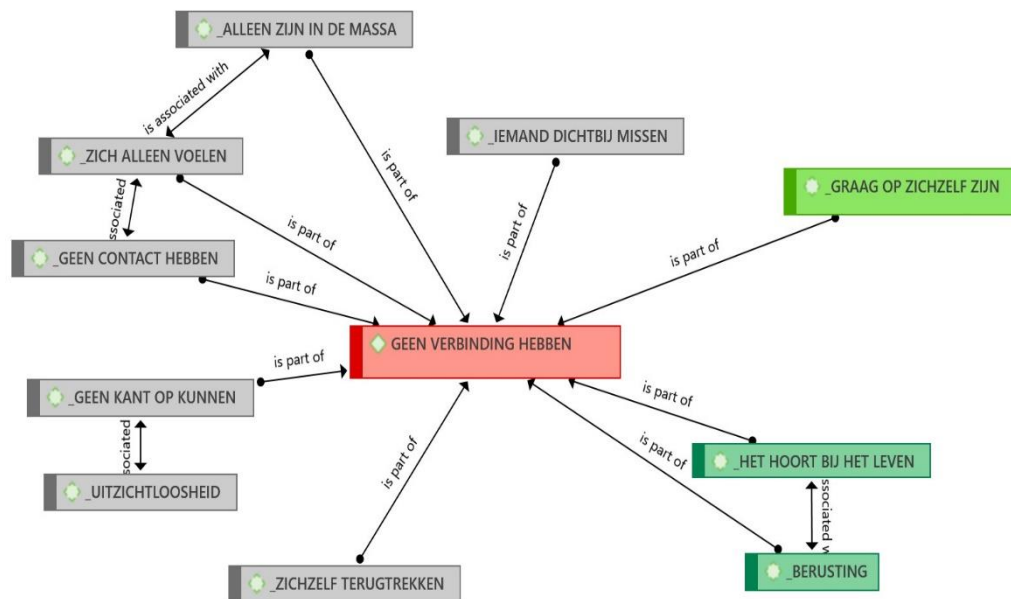 _ALLEEN ZIJN IN DE MASSA
is associated with
_IEMAND DICHTBIJ MISSEN
_ZICH ALLEEN VOELEN
is part of
_GRAAG OP ZICHZELF ZIJN
ssociated
is part of
is part of
is part of
_GEEN CONTACT HEBBEN
is part of
GEEN VERBINDING HEBBEN
is part of
_GEEN KANT OP KUNNEN
is part of
sociated
is part of
is part of
_HET HOORT BIJ HET LEVEN
_UITZICHTLOOSHEID
ssociated w
_ZICHZELF TERUGTREKKEN
_BERUSTING